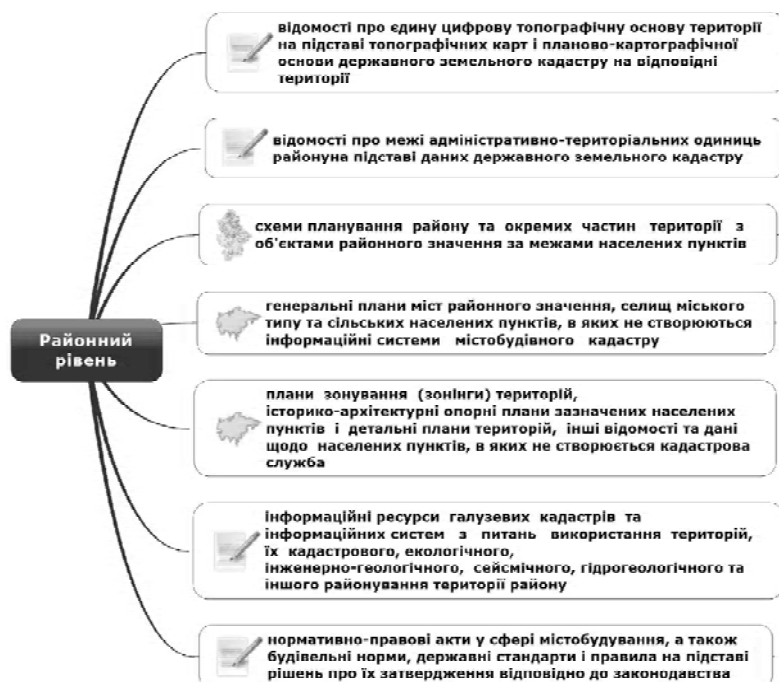 відомості про єдину цифрову топографічну основу території
на підставі топографічних карт і планово-картографічної
основи державного земельного кадастру на відповідні
території
відомості про межі адміністративно-територіальних одиниць
районуна підставі даних державного земельного кадастру
схеми планування району та окремих частин території з
об'єктами районного значення за межами населених пунктів
генеральні плани міст районного значення, селищ міського
типу та сільських населених пунктів, в яких не створюються
інформаційні системи містобудівного кадастру
Районний
рівень
плани зонування (зонінги) територій,
історико-архітектурні опорні плани зазначених населених
пунктів і детальні плани територій, інші відомості та дані
щодо населених пунктів, в яких не створюється кадастрова
служба
інформаційні ресурси галузевих кадастрів та
інформаційних систем з питань використання територій,
їх кадастрового, екологічного,
інженерно-геологічного, сейсмічного, гідрогеологічного та
іншого районування території району
нормативно-правові акти у сфері містобудування, а також
будівельні норми, державні стандарти і правила на підставі
рішень про їх затвердження відповідно до законодавства